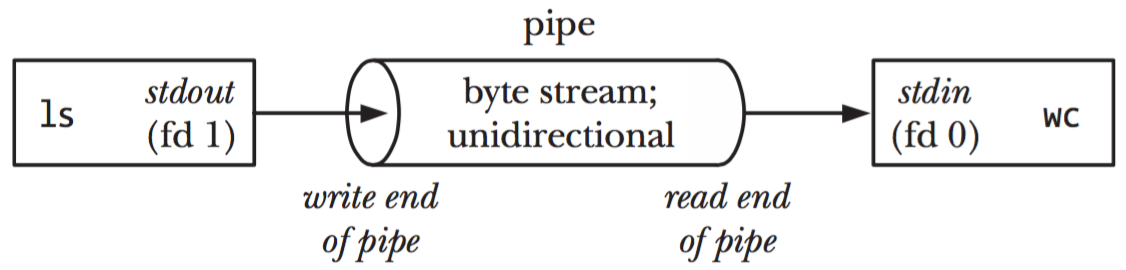 pipe
ls
stdout
(fd 1)
byte stream;
unidirectional
stdin
(fd 0)
wc
write end
of pipe
read end
of pipe